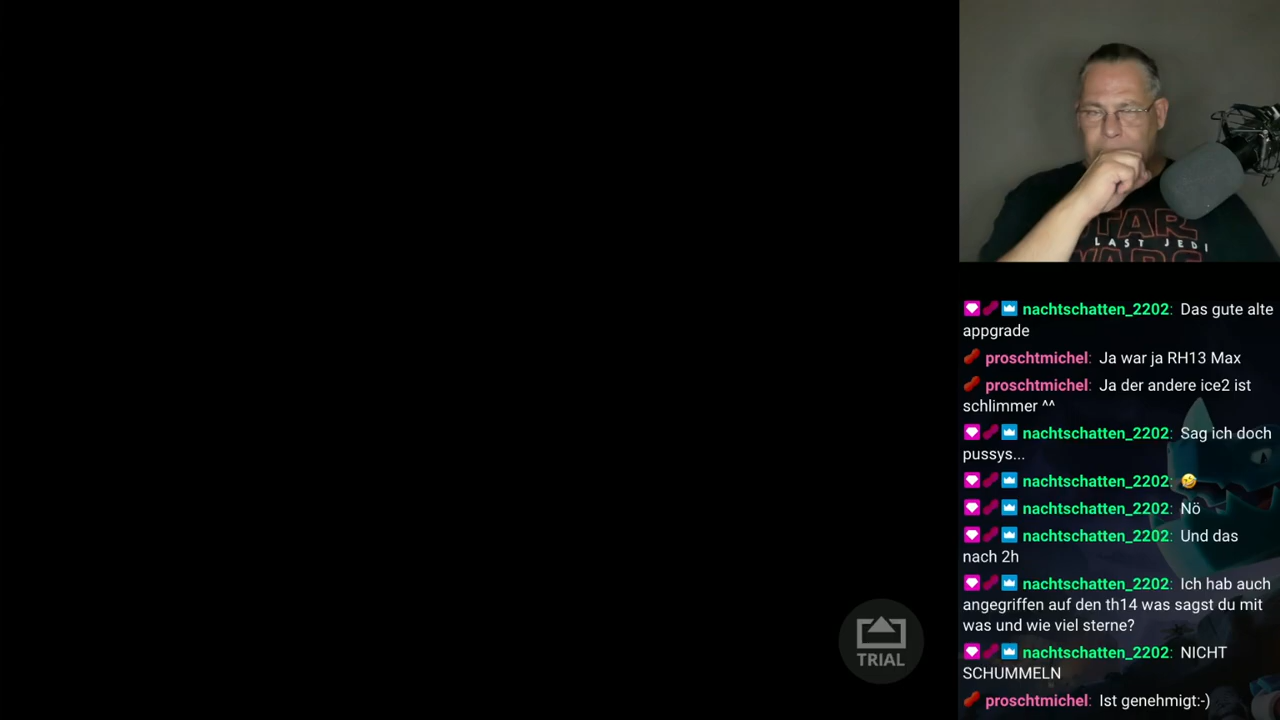 STAR
LAST JEDI
WARS
nachtschatten_2202: Das gute alte
appgrade
proschtmichel: Ja war ja RH13 Max
proschtmichel: Ja der andere ice2 ist
schlimmer ^^
nachtschatten_2202: Sag ich doch
pussys...
nachtschatten_2202: 🤣
nachtschatten_2202: Nö
nachtschatten_2202: Und das
nach 2h
nachtschatten_2202: Ich hab auch
angegriffen auf den th14 was sagst du mit
was und wie viel sterne?
nachtschatten_2202: NICHT
SCHUMMELN
proschtmichel: Ist genehmigt:-)
TRIAL